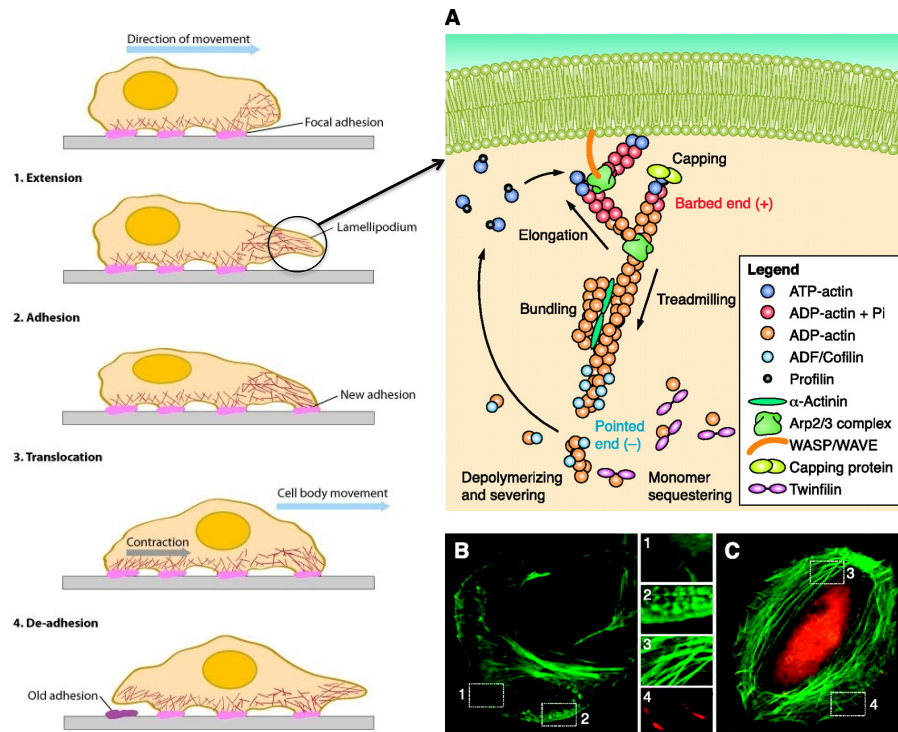 Direction of movement
Focal adhesion
1. Extension
Lamellipodium
2. Adhesion
New adhesion
3. Translocation
Cell body movement
Contraction
4. De-adhesion
Old adhesion
A
Capping
Barbed end (+)
Elongation
Bundling
Treadmilling
Pointed
end (–)
Depolymerizing
and severing
Monomer
sequestering
Legend
ATP-actin
ADP-actin + Pi
ADP-actin
ADF/Cofilin
Profilin
α-Actinin
Arp2/3 complex
WASP/WAVE
Capping protein
Twinfilin
B
1
2
1
2
3
4
C
3
4